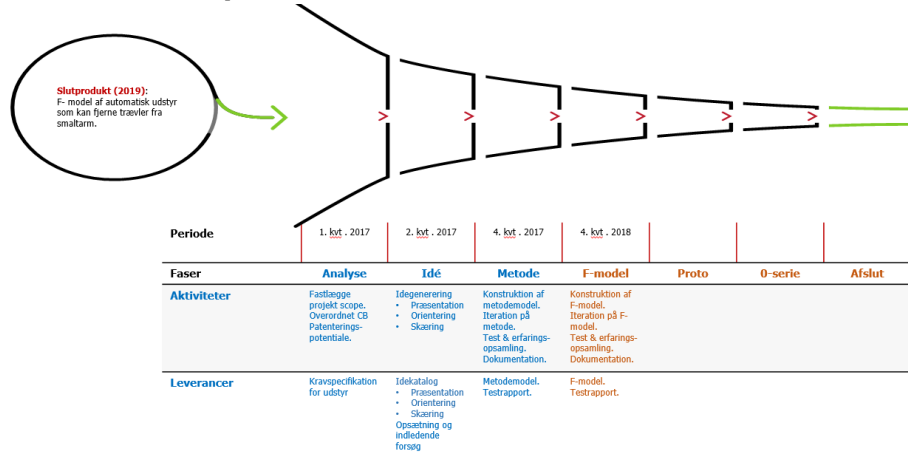 Slutprodukt (2019):
F- model af automatisk udstyr
som kan fjerne trævler fra
smaltarm.
Periode
1. kvt . 2017
2. kvt . 2017
4. kvt . 2017
4. kvt . 2018
Faser
Analyse
Idé
Metode
F-model
Proto
0-serie
Afslut
Aktiviteter
Fastlægge
projekt scope.
Overordnet CB
Patenterings-
potentiale.
Idegenerering
• Præsentation
• Orientering
• Skæring
Konstruktion af
metodemodel.
Iteration på
metode.
Test & erfarings-
opsamling.
Dokumentation.
Konstruktion af
F-model.
Iteration på F-
model.
Test & erfarings-
opsamling.
Dokumentation.
Leverancer
Kravspecifikation
for udstyr
Idekatalog
• Præsentation
• Orientering
• Skæring
Opsætning og
indledende
forsøg
Metodemodel.
Testrapport.
F-model.
Testrapport.